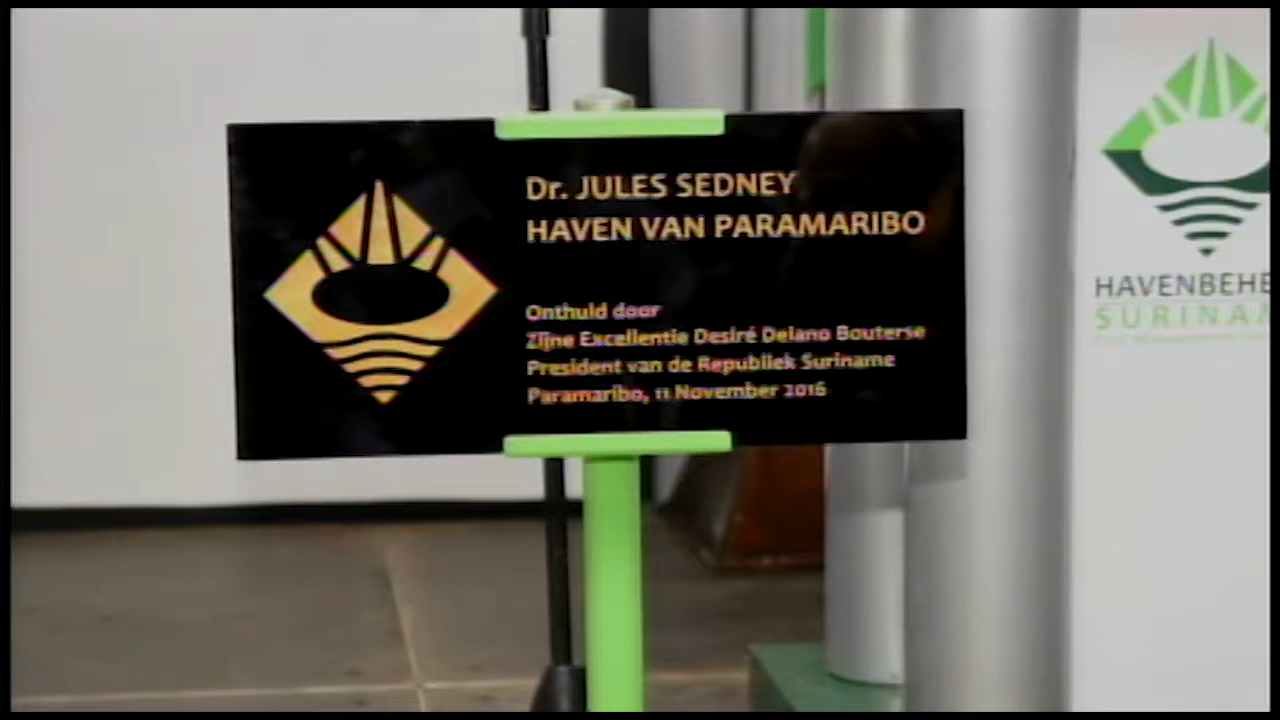 Dr. JULES SEDNEY
HAVEN VAN PARAMARIBO
Onthuld door
Zijne Excellentie Desiré Delano Bouterse
President van de Republiek Suriname
Paramaribo, 11 November 2016
HAVENBEHE
SURINAM